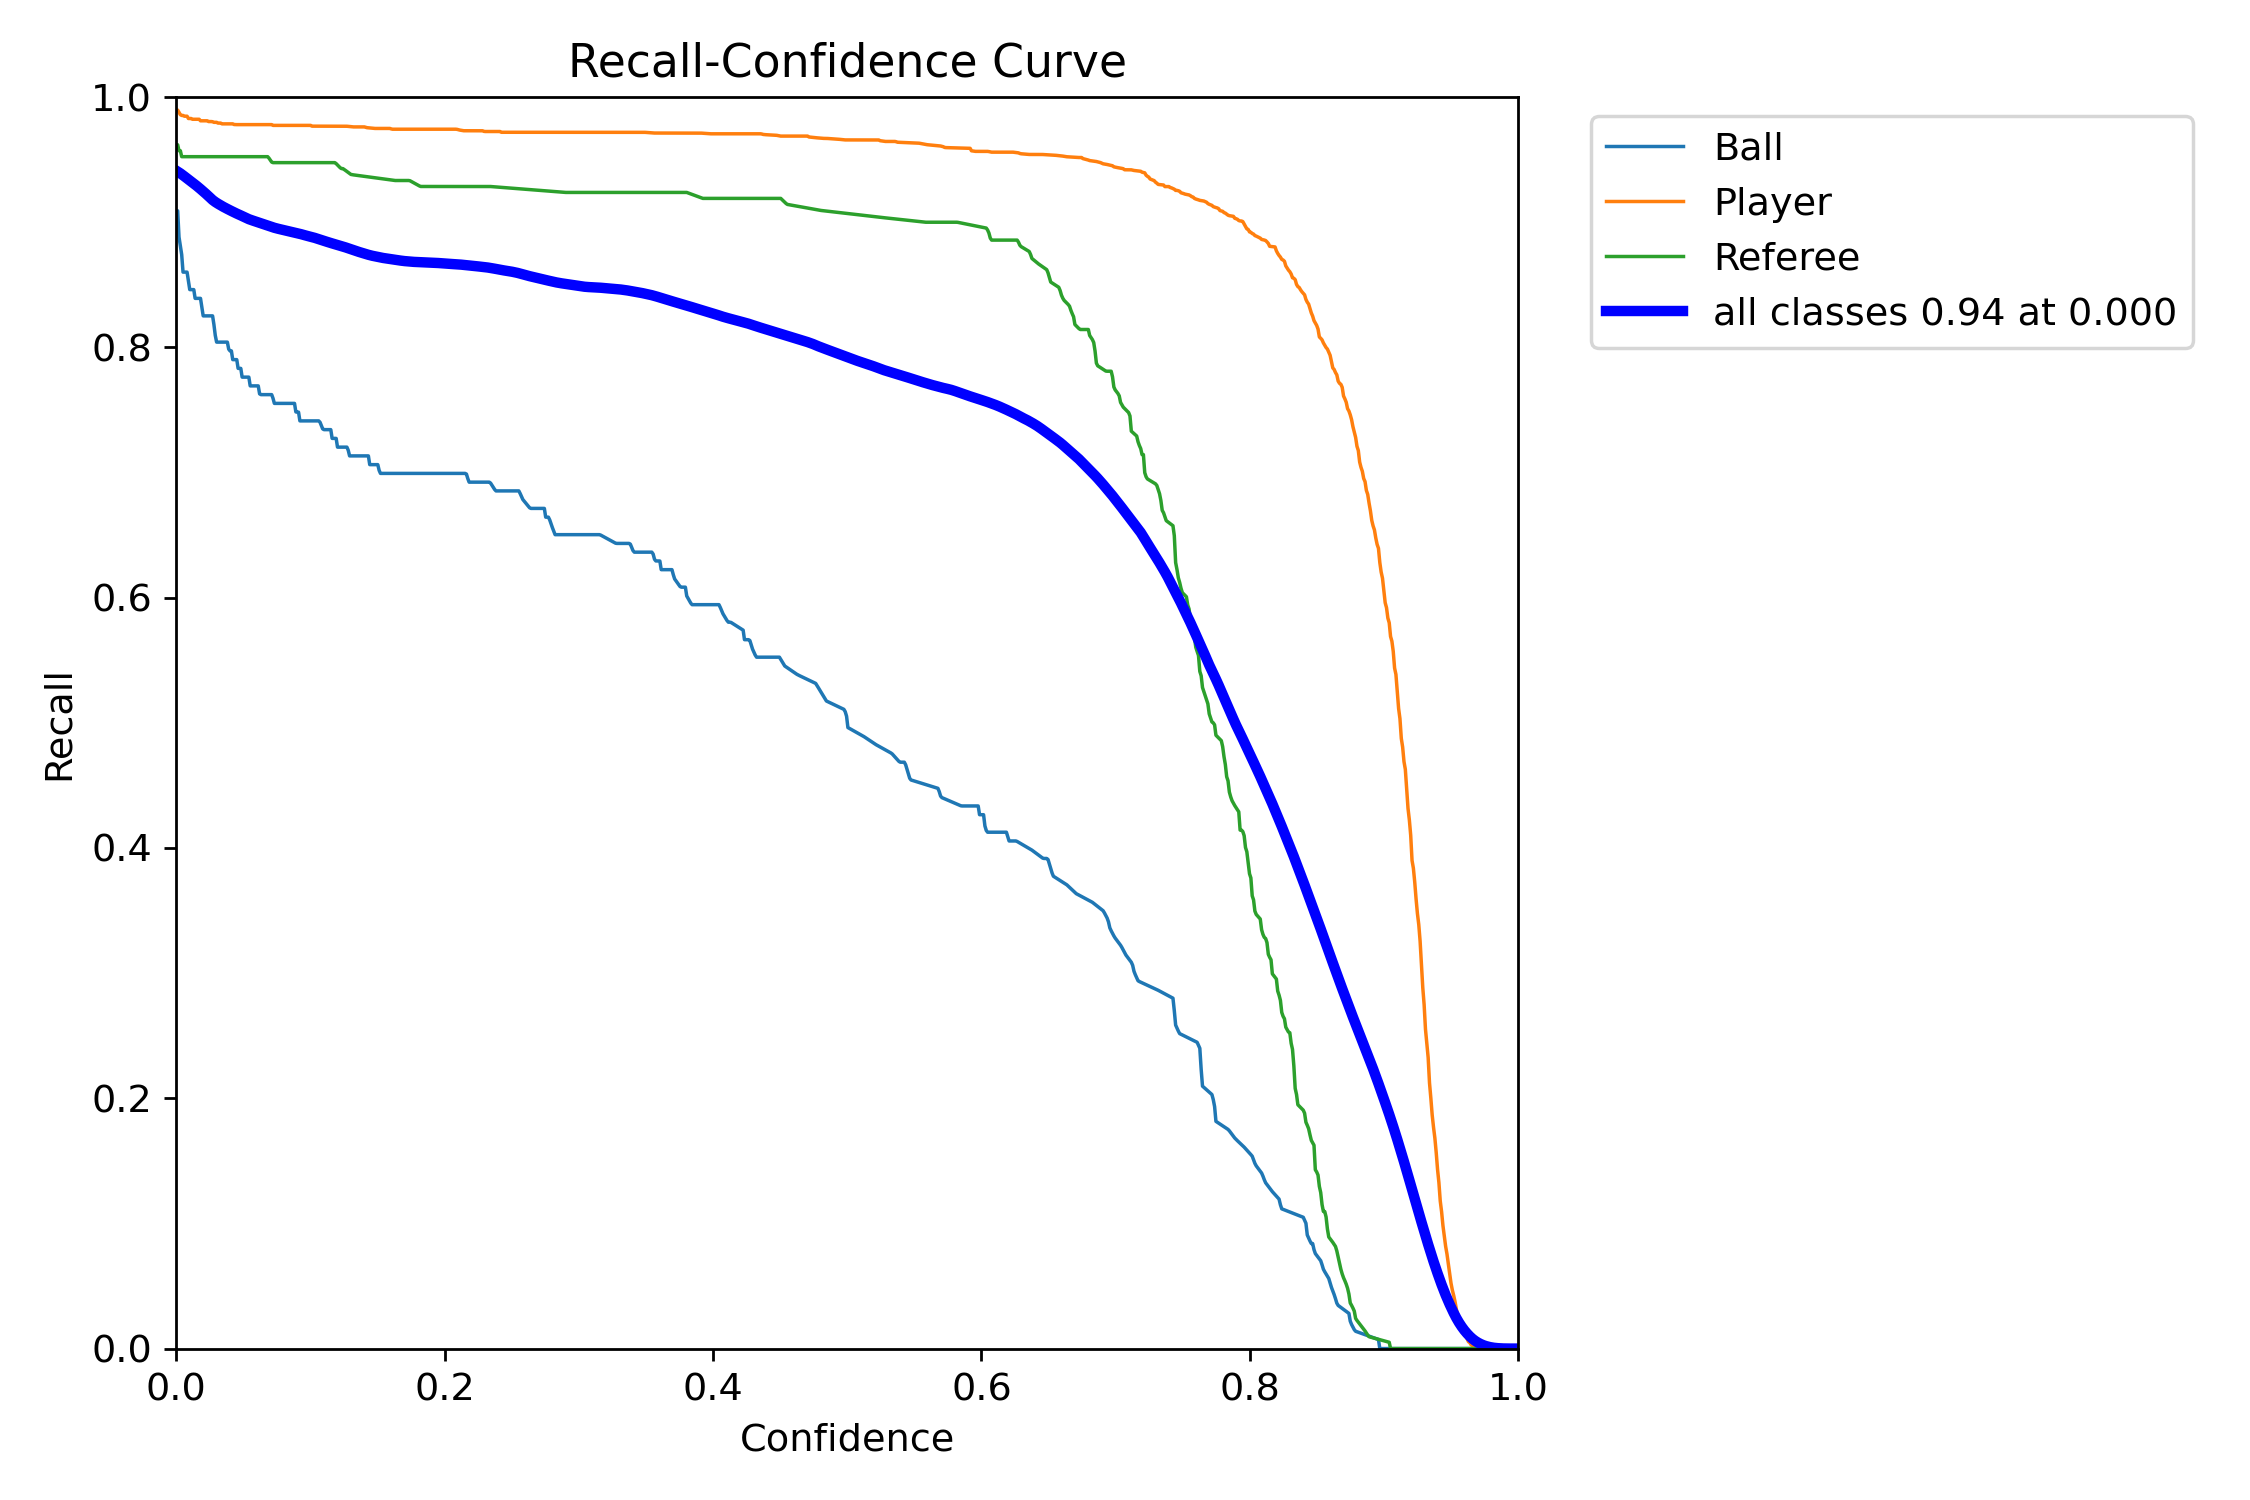 Recall-Confidence Curve
1.0
0.8
0.6
0.4
0.2
0.0
Recall
0.0 0.2 0.4 0.6 0.8 1.0
Confidence
Ball
Player
Referee
all classes 0.94 at 0.000